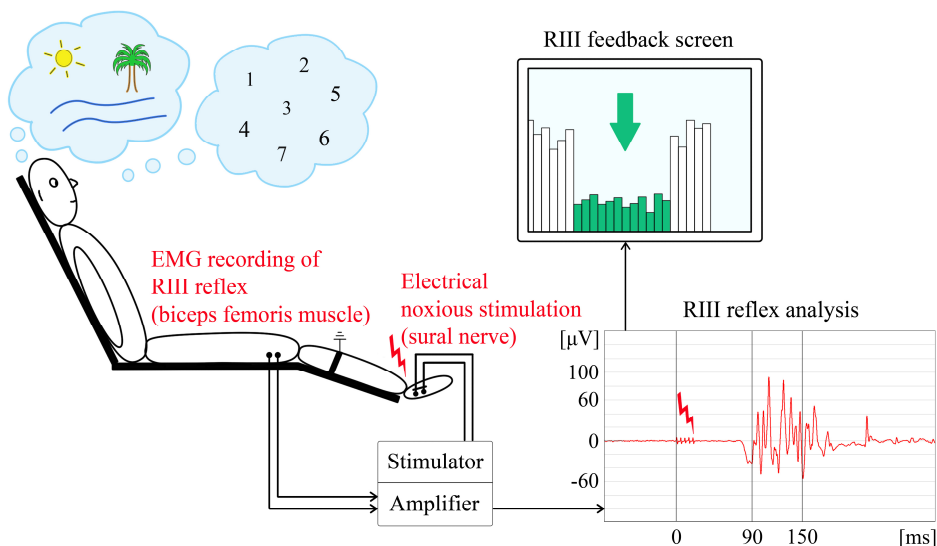 RIII feedback screen
1
2
3
4
5
6
7
EMG recording of
RIII reflex
(biceps femoris muscle)
Electrical
noxious stimulation
(sural nerve)
Stimulator
Amplifier
RIII reflex analysis
[µV]
100
60
0
-60
0
90
150
[ms]